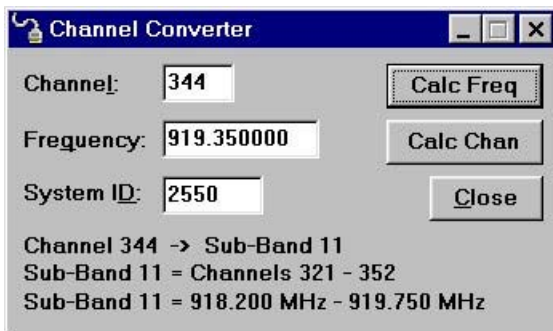 Channel Converter
Channel: 344 Calc Freq
Frequency: 919.350000 Calc Chan
System ID: 2550 Close
Channel 344 -> Sub-Band 11
Sub-Band 11 = Channels 321 - 352
Sub-Band 11 = 918.200 MHz - 919.750 MHz